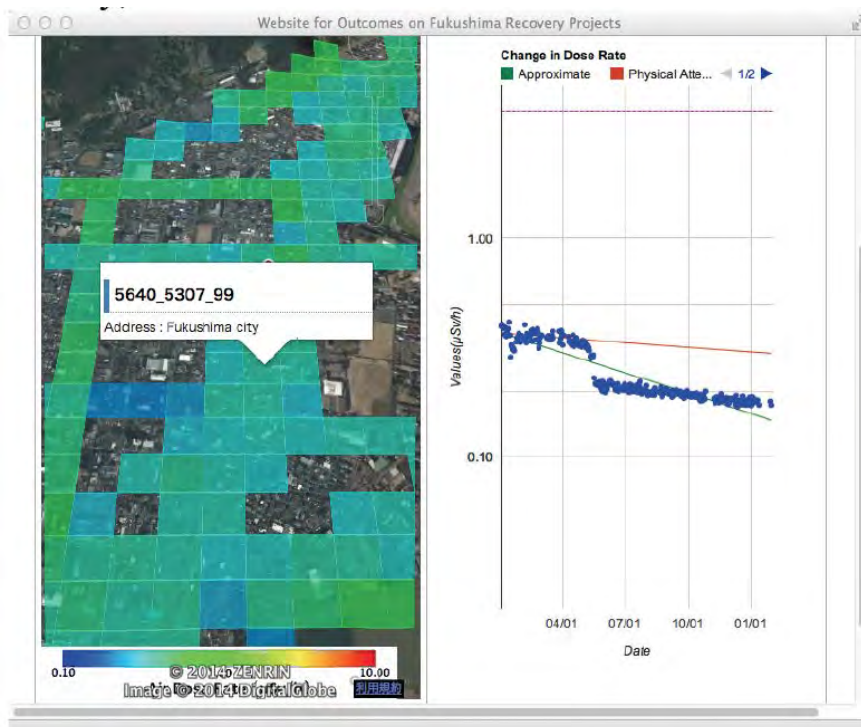 Website for Outcomes on Fukushima Recovery Projects
5640_5307_99
Address : Fukushima city
0.10
10.00
© 2014 ZENRIN
Image © 2014 DigitalGlobe
利用規約
Change in Dose Rate
Approximate
Physical Atte...
1/2
1.00
0.10
Values(μSv/h)
04/01
07/01
10/01
01/01
Date